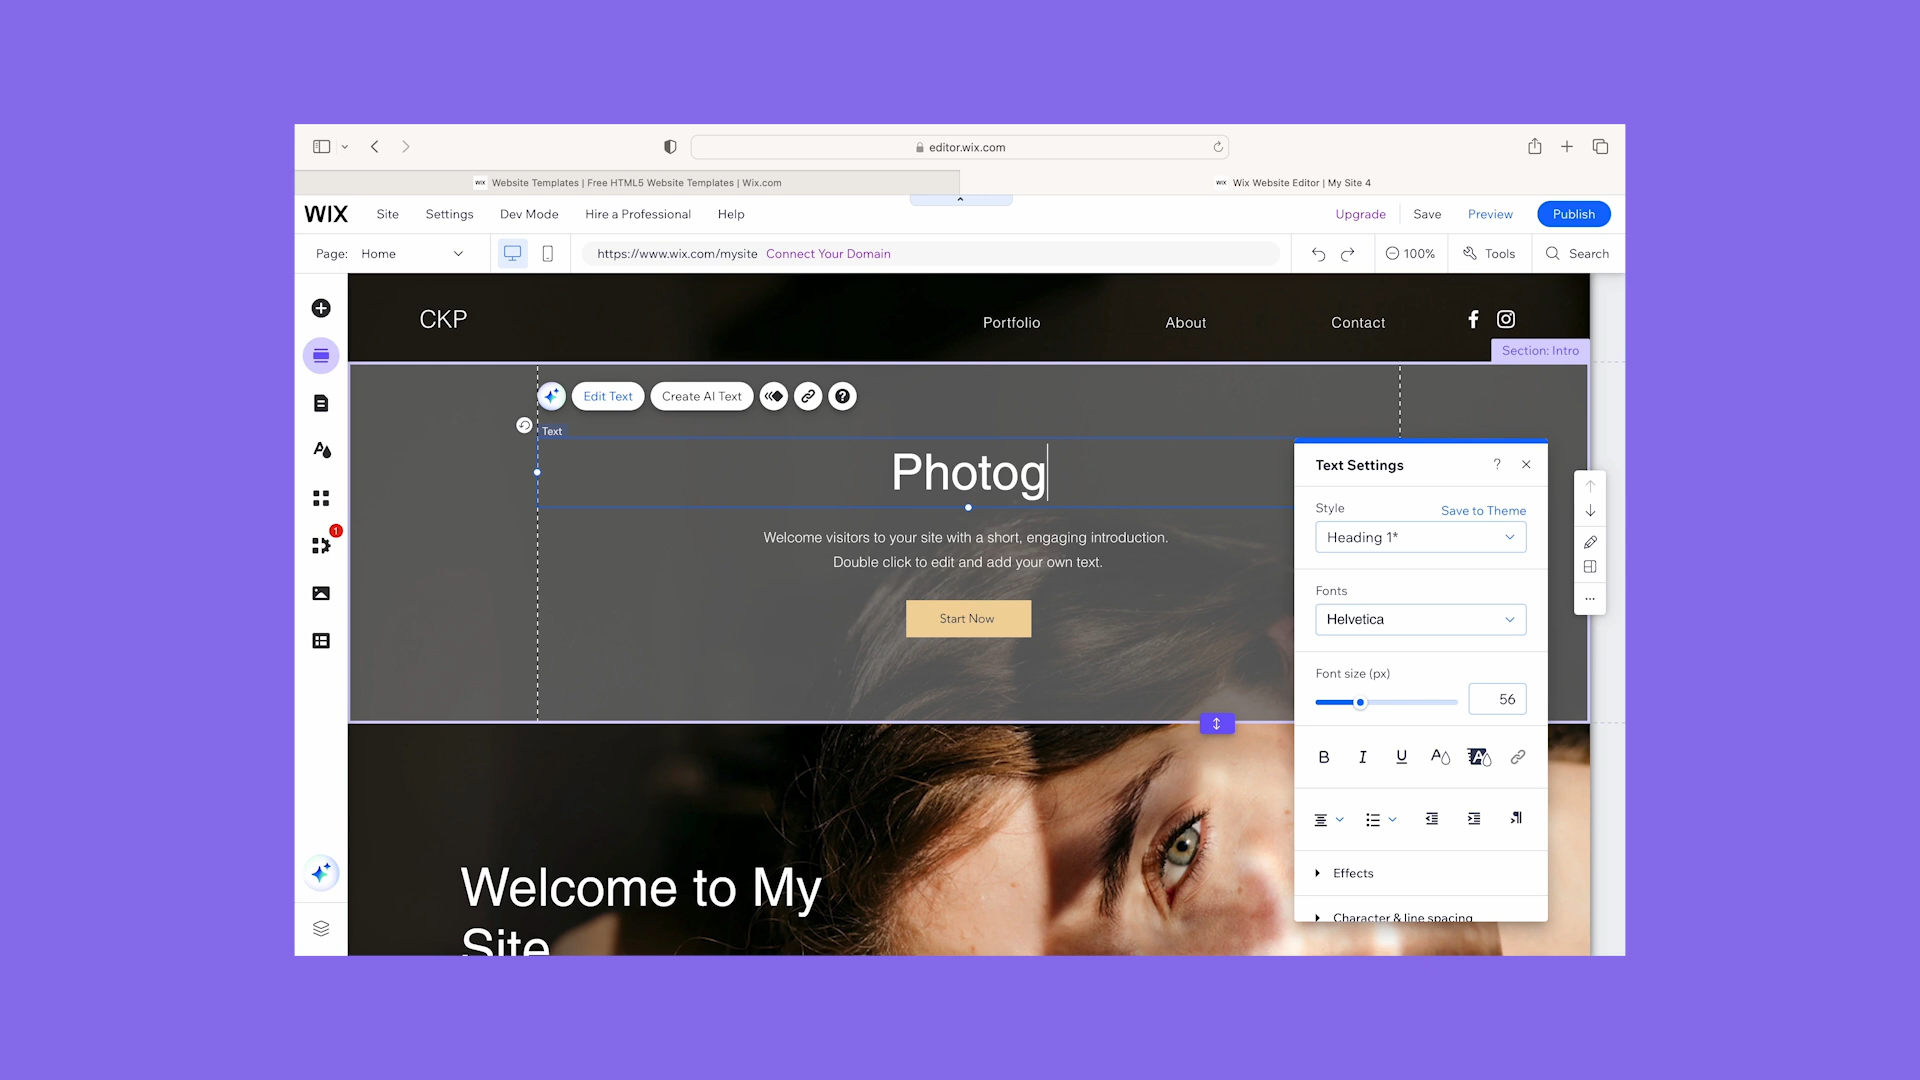 editor.wix.com
WIX Website Templates | Free HTML5 Website Templates | Wix.com
WIX Wix Website Editor | My Site 4
WIX Site Settings Dev Mode Hire a Professional Help Upgrade Save Preview Publish
Page: Home https://www.wix.com/mysite Connect Your Domain 100% Tools Search
CKP Portfolio About Contact
Section: Intro
Edit Text Create AI Text ?
Text
Photog
Welcome visitors to your site with a short, engaging introduction.
Double click to edit and add your own text.
Start Now
1
Text Settings ?
Style Save to Theme
Heading 1*
Fonts
Helvetica
Font size (px)
56
B I U A A
Effects
Character & line spacing
Welcome to My
Site